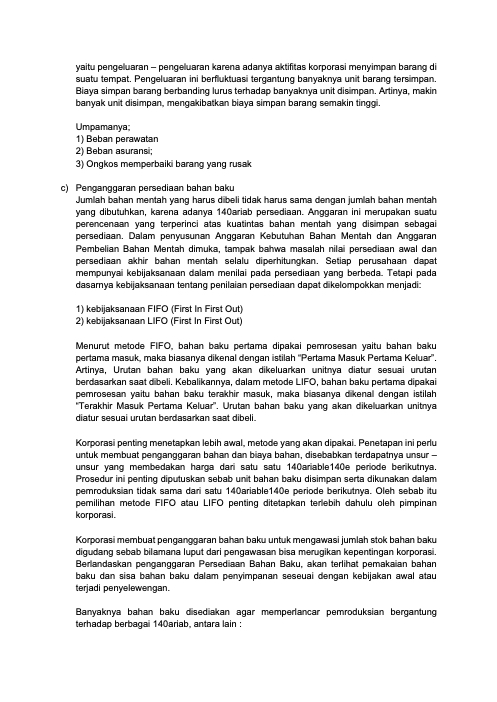 yaitu pengeluaran – pengeluaran karena adanya aktifitas korporasi menyimpan barang di
suatu tempat. Pengeluaran ini berfluktuasi tergantung banyaknya unit barang tersimpan.
Biaya simpan barang berbanding lurus terhadap banyaknya unit disimpan. Artinya, makin
banyak unit disimpan, mengakibatkan biaya simpan barang semakin tinggi.
Umpamanya;
1) Beban perawatan
2) Beban asuransi;
3) Ongkos memperbaiki barang yang rusak
c) Penganggaran persediaan bahan baku
Jumlah bahan mentah yang harus dibeli tidak harus sama dengan jumlah bahan mentah
yang dibutuhkan, karena adanya 140ariab persediaan. Anggaran ini merupakan suatu
perencenaan yang terperinci atas kuatintas bahan mentah yang disimpan sebagai
persediaan. Dalam penyusunan Anggaran Kebutuhan Bahan Mentah dan Anggaran
Pembelian Bahan Mentah dimuka, tampak bahwa masalah nilai persediaan awal dan
persediaan akhir bahan mentah selalu diperhitungkan. Setiap perusahaan dapat
mempunyai kebijaksanaan dalam menilai pada persediaan yang berbeda. Tetapi pada
dasarnya kebijaksanaan tentang penilaian persediaan dapat dikelompokkan menjadi:
1) kebijaksanaan FIFO (First In First Out)
2) kebijaksanaan LIFO (First In First Out)
Menurut metode FIFO, bahan baku pertama dipakai pemrosesan yaitu bahan baku
pertama masuk, maka biasanya dikenal dengan istilah “Pertama Masuk Pertama Keluar”.
Artinya, Urutan bahan baku yang akan dikeluarkan unitnya diatur sesuai urutan
berdasarkan saat dibeli. Kebalikannya, dalam metode LIFO, bahan baku pertama dipakai
pemrosesan yaitu bahan baku terakhir masuk, maka biasanya dikenal dengan istilah
“Terakhir Masuk Pertama Keluar”. Urutan bahan baku yang akan dikeluarkan unitnya
diatur sesuai urutan berdasarkan saat dibeli.
Korporasi penting menetapkan lebih awal, metode yang akan dipakai. Penetapan ini perlu
untuk membuat penganggaran bahan dan biaya bahan, disebabkan terdapatnya unsur –
unsur yang membedakan harga dari satu satu 140ariable140e periode berikutnya.
Prosedur ini penting diputuskan sebab unit bahan baku disimpan serta dikunakan dalam
pemproduksian tidak sama dari satu 140ariable140e periode berikutnya. Oleh sebab itu
pemilihan metode FIFO atau LIFO penting ditetapkan terlebih dahulu oleh pimpinan
korporasi.
Korporasi membuat penganggaran bahan baku untuk mengawasi jumlah stok bahan baku
digudang sebab bilamana luput dari pengawasan bisa merugikan kepentingan korporasi.
Berlandaskan penganggaran Persediaan Bahan Baku, akan terlihat pemakaian bahan
baku dan sisa bahan baku dalam penyimpanan seseuai dengan kebijakan awal atau
terjadi penyelewengan.
Banyaknya bahan baku disediakan agar memperlancar pemroduksian bergantung
terhadap berbagai 140ariab, antara lain :